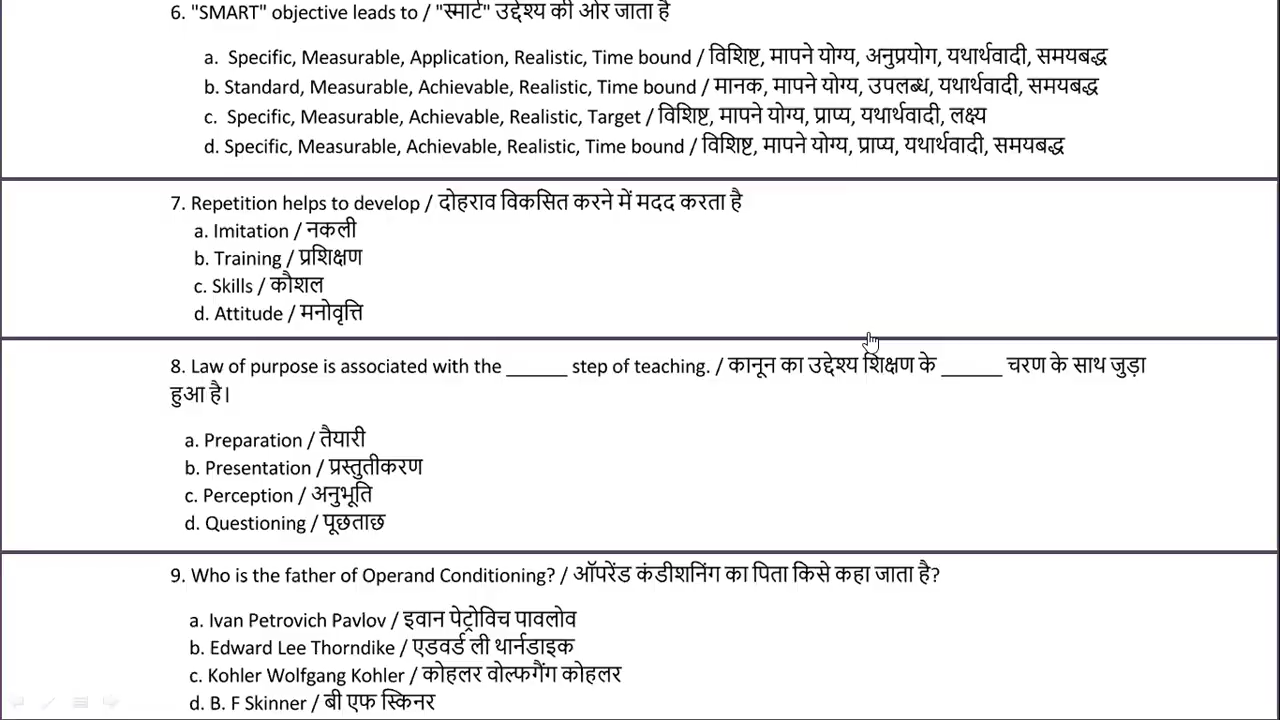 6. "SMART" objective leads to / "स्मार्ट" उद्देश्य की ओर जाता है
a. Specific, Measurable, Application, Realistic, Time bound / विशिष्ट, मापने योग्य, अनुप्रयोग, यथार्थवादी, समयबद्ध
b. Standard, Measurable, Achievable, Realistic, Time bound / मानक, मापने योग्य, उपलब्ध, यथार्थवादी, समयबद्ध
c. Specific, Measurable, Achievable, Realistic, Target / विशिष्ट, मापने योग्य, प्राप्य, यथार्थवादी, लक्ष्य
d. Specific, Measurable, Achievable, Realistic, Time bound / विशिष्ट, मापने योग्य, प्राप्य, यथार्थवादी, समयबद्ध
7. Repetition helps to develop / दोहराव विकसित करने में मदद करता है
a. Imitation / नकली
b. Training / प्रशिक्षण
c. Skills / कौशल
d. Attitude / मनोवृत्ति
8. Law of purpose is associated with the ______ step of teaching. / कानून का उद्देश्य शिक्षण के ______ चरण के साथ जुड़ा
हुआ है।
a. Preparation / तैयारी
b. Presentation / प्रस्तुतीकरण
c. Perception / अनुभूति
d. Questioning / पूछताछ
9. Who is the father of Operand Conditioning? / ऑपरेंड कंडीशनिंग का पिता किसे कहा जाता है?
a. Ivan Petrovich Pavlov / इवान पेट्रोविच पावलोव
b. Edward Lee Thorndike / एडवर्ड ली थार्नडाइक
c. Kohler Wolfgang Kohler / कोहलर वोल्फगैंग कोहलर
d. B. F Skinner / बी एफ स्किनर